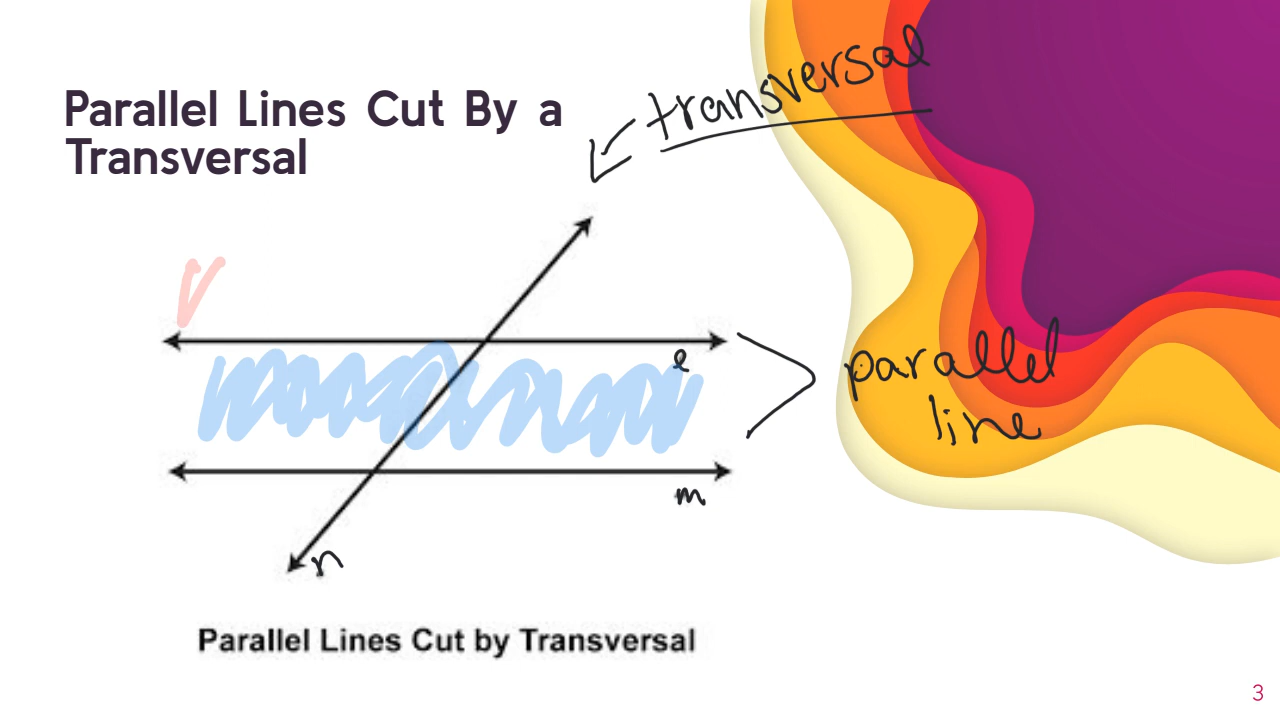 Parallel Lines Cut By a
Transversal
transversal
e
parallel
line
m
n
Parallel Lines Cut by Transversal
3